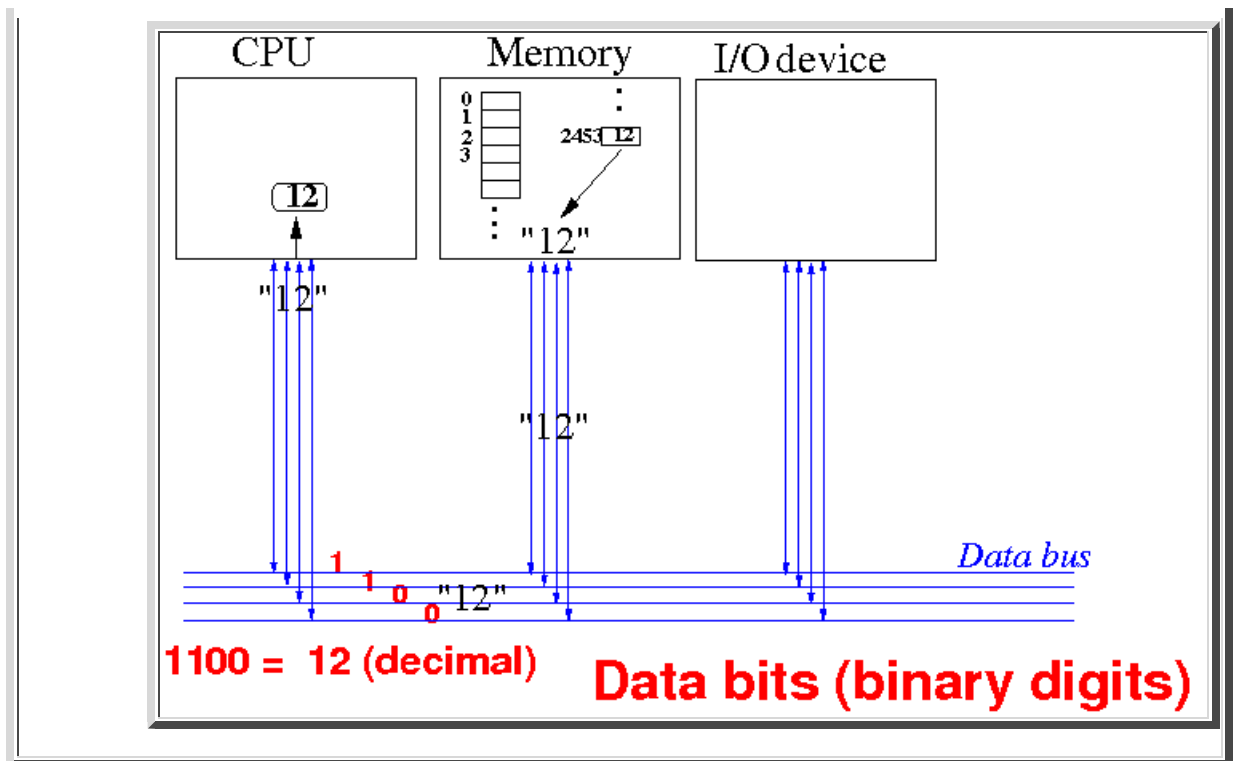 CPU
Memory
I/O device
0
1
2
3
:
2453 12
12
:
"12"
"12"
"12"
Data bus
1
1
0
"12"
0
1100 = 12 (decimal)
Data bits (binary digits)